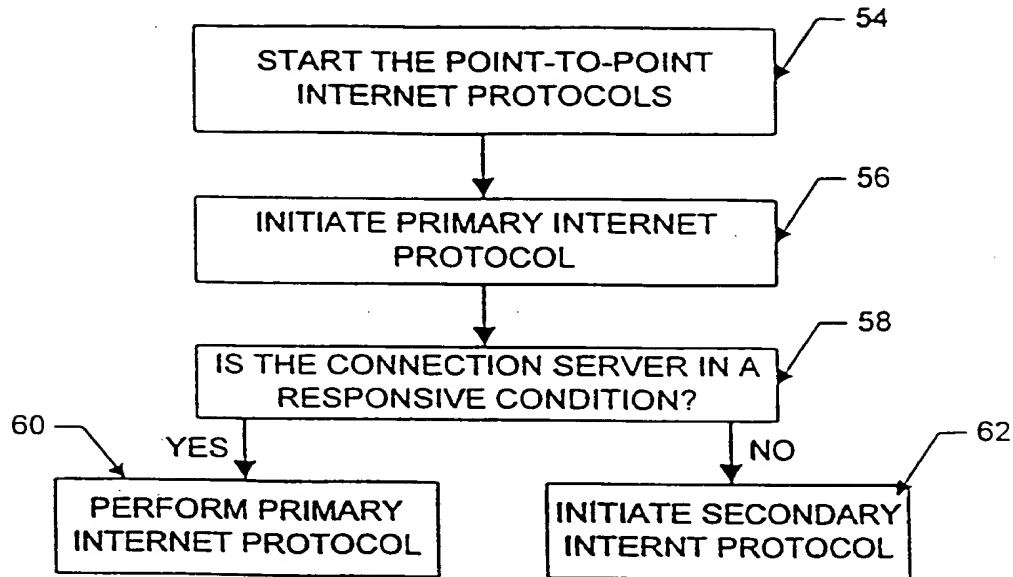 54
START THE POINT-TO-POINT
INTERNET PROTOCOLS
56
INITIATE PRIMARY INTERNET
PROTOCOL
58
IS THE CONNECTION SERVER IN A
RESPONSIVE CONDITION?
60
YES
NO
62
PERFORM PRIMARY
INTERNET PROTOCOL
INITIATE SECONDARY
INTERNT PROTOCOL